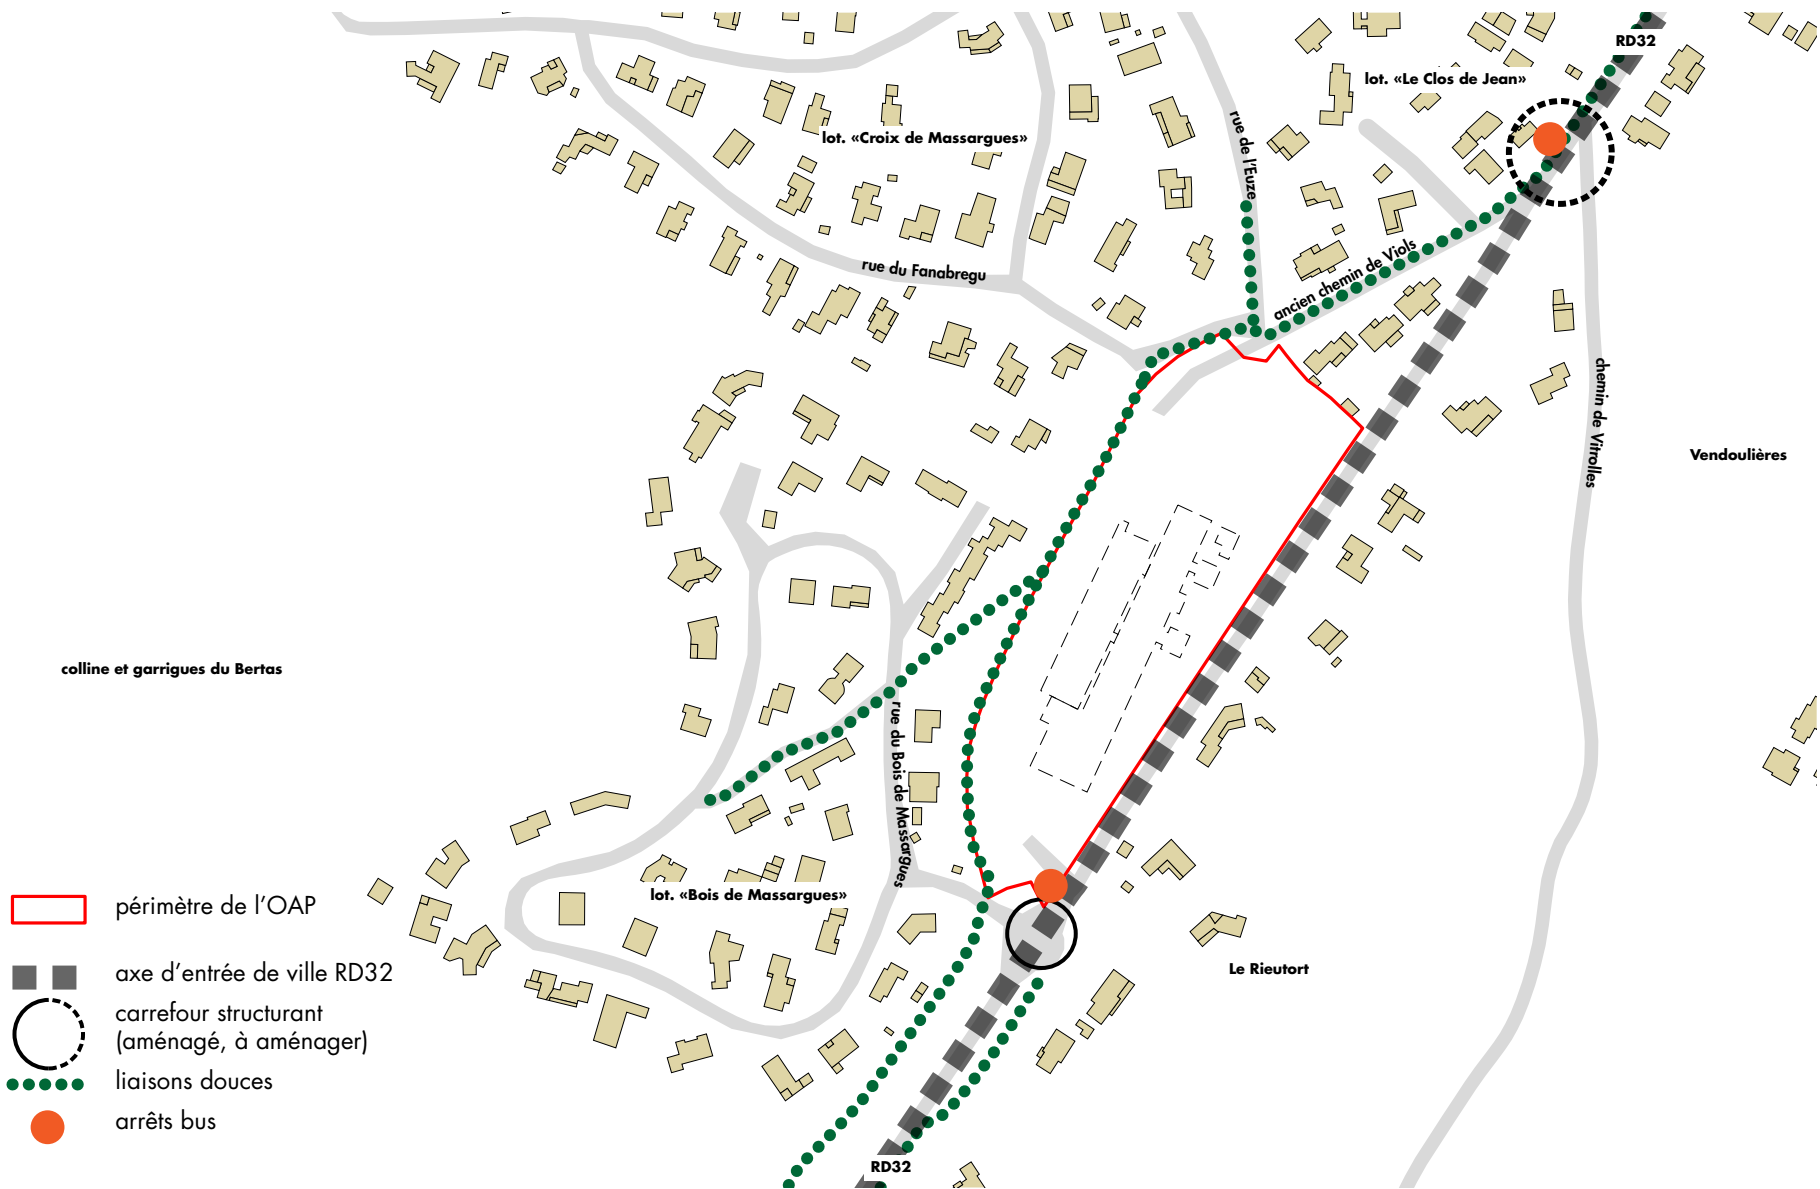 RD32
lot. «Le Clos de Jean»
lot. «Croix de Massargues»
rue de l'Euze
ancien chemin de Viols
rue du Fanabregu
chemin de Vitrolles
Vendoulières
colline et garrigues du Bertas
rue du Bois de Massargues
lot. «Bois de Massargues»
Le Rieutort
RD32
périmètre de l'OAP
axe d'entrée de ville RD32
carrefour structurant
(aménagé, à aménager)
liaisons douces
arrêts bus